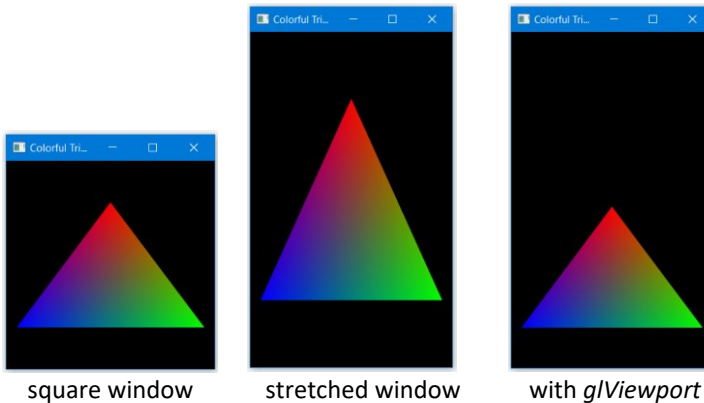 Colorful Tri...
Colorful Tri...
Colorful Tri...
square window
stretched window
with glViewport